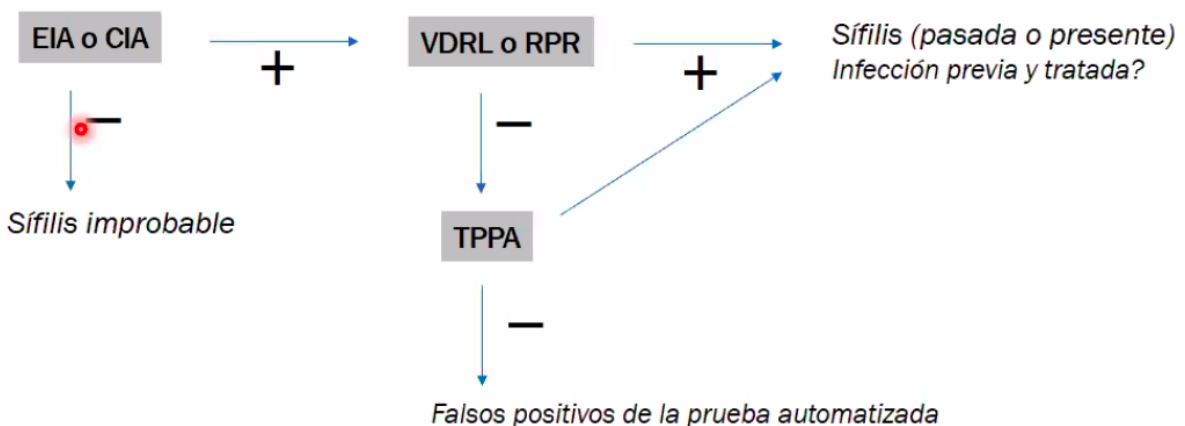 EIA o CIA
+
VDRL o RPR
+
Sífilis (pasada o presente)
Infección previa y tratada?
−
−
Sífilis improbable
TPPA
−
Falsos positivos de la prueba automatizada